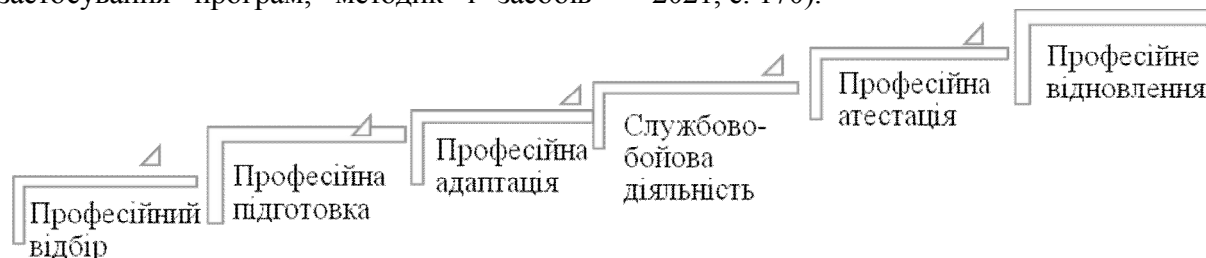 застосування програм, методик і засобів
2021, с. 170).
Професійний
відбір
Професійна
підготовка
Професійна
адаптація
Службово-
бойова
діяльність
Професійна
атестація
Професійне
відновлення